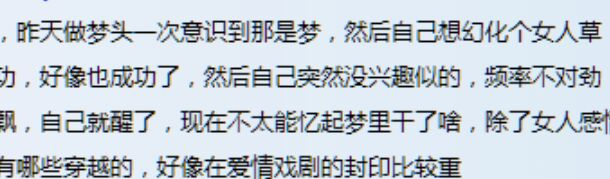 ，昨天做梦头一次意识到那是梦，然后自己想幻化个女人草
功，好像也成功了，然后自己突然没兴趣似的，频率不对劲
飘，自己就醒了，现在不太能忆起梦里干了啥，除了女人感情
有哪些穿越的，好像在爱情戏剧的封印比较重